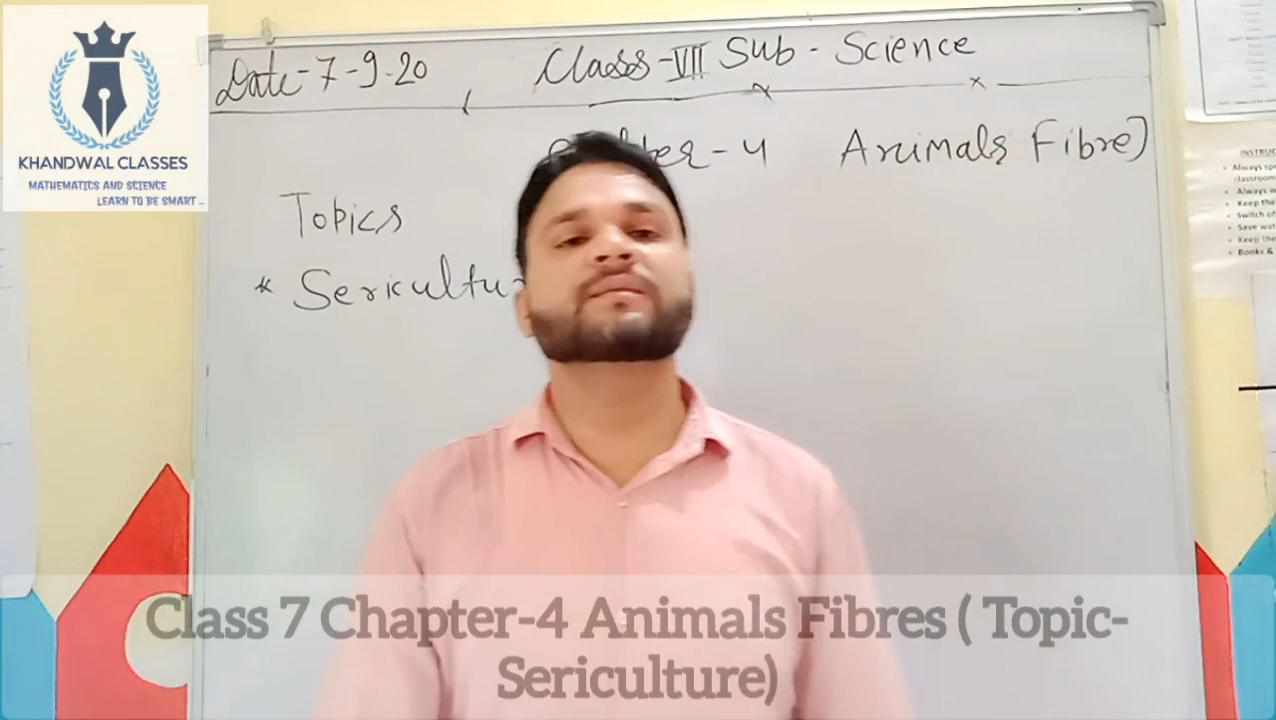 KHANDWAL CLASSES
MATHEMATICS AND SCIENCE
LEARN TO BE SMART ...
Date-7-9-20 Class-VII Sub - Science
4 Animals Fibre]
Topics
* 
Class 7 Chapter-4 Animals Fibres ( Topic-
Sericulture)